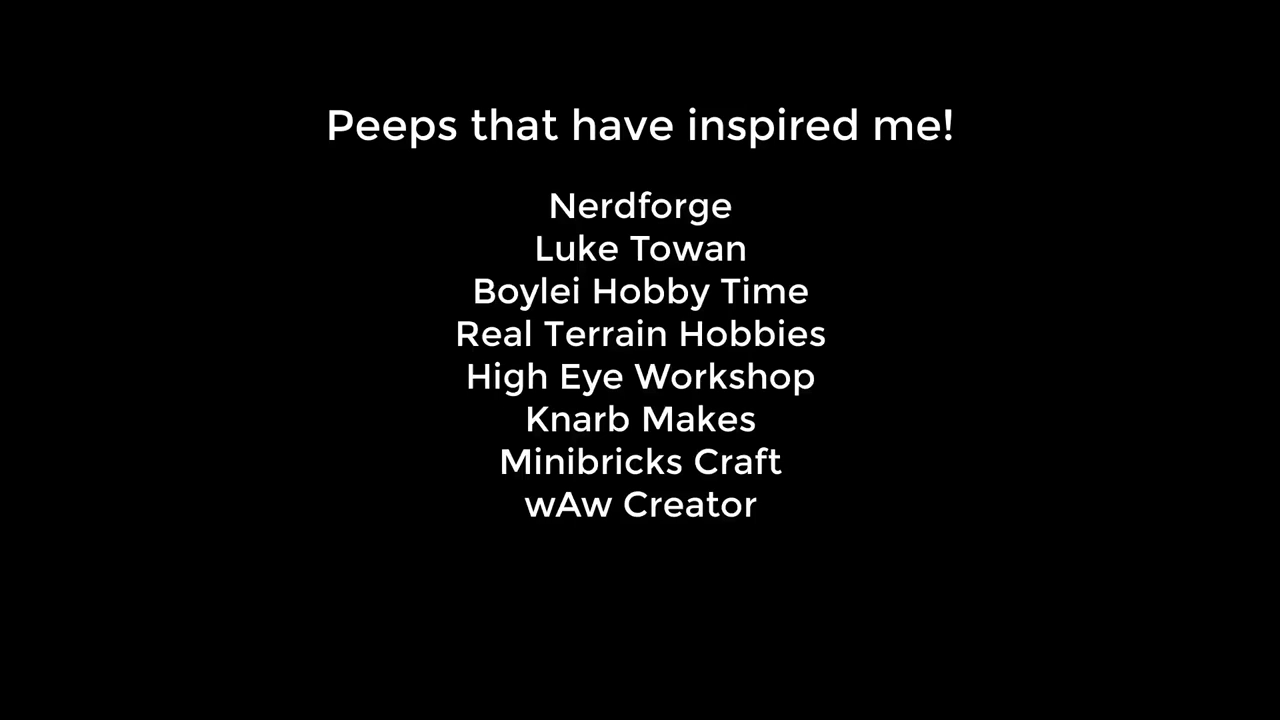 Peeps that have inspired me!
Nerdforge
Luke Towan
Boylei Hobby Time
Real Terrain Hobbies
High Eye Workshop
Knarb Makes
Minibricks Craft
wAw Creator